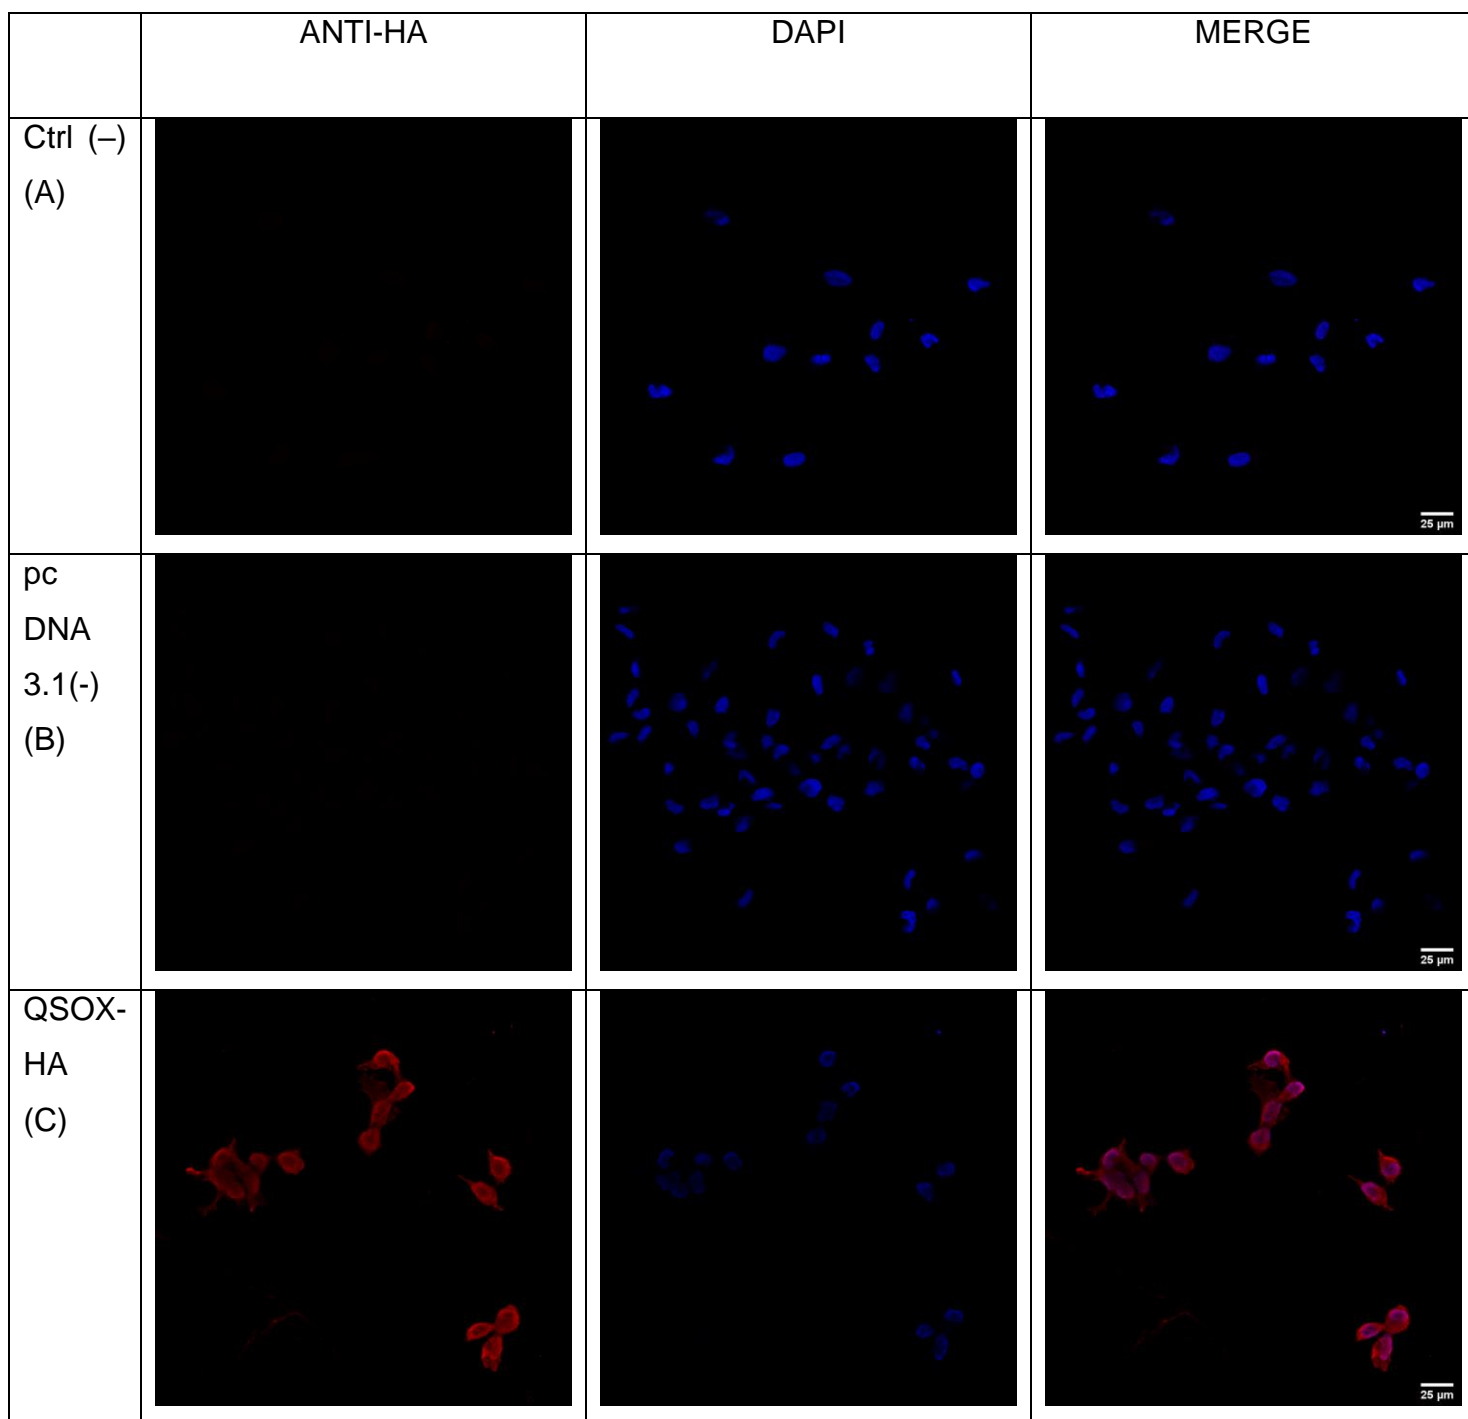 ANTI-HA
DAPI
MERGE
Ctrl (–)
(A)
25 µm
pc
DNA
3.1(-)
(B)
25 µm
QSOX-
HA
(C)
25 µm